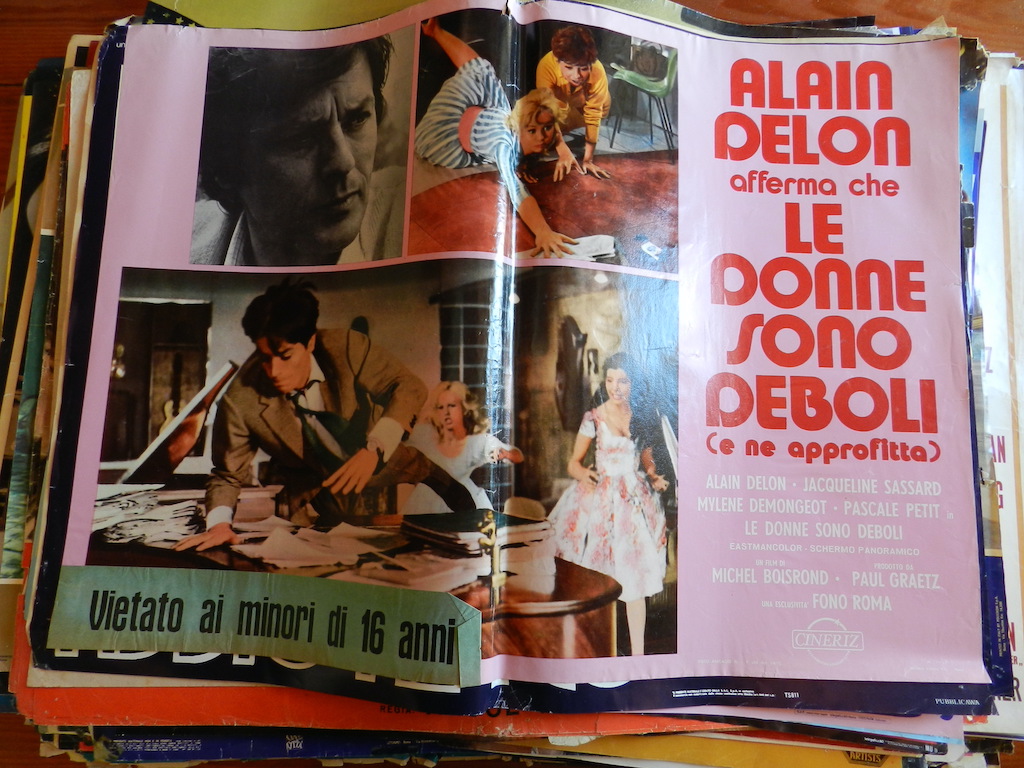 ALAIN
DELON
afferma che
LE
DONNE
SONO
DEBOLI
(e ne approfitta)
ALAIN DELON · JACQUELINE SASSARD
MYLENE DEMONGEOT · PASCALE PETIT in
LE DONNE SONO DEBOLI
EASTMANCOLOR - SCHERMO PANORAMICO
UN FILM DI
MICHEL BOISROND ·
PRODOTTO DA
PAUL GRAETZ
UNA ESCLUSIVITA' FONO ROMA
CINERIZ
Vietato ai minori di 16 anni